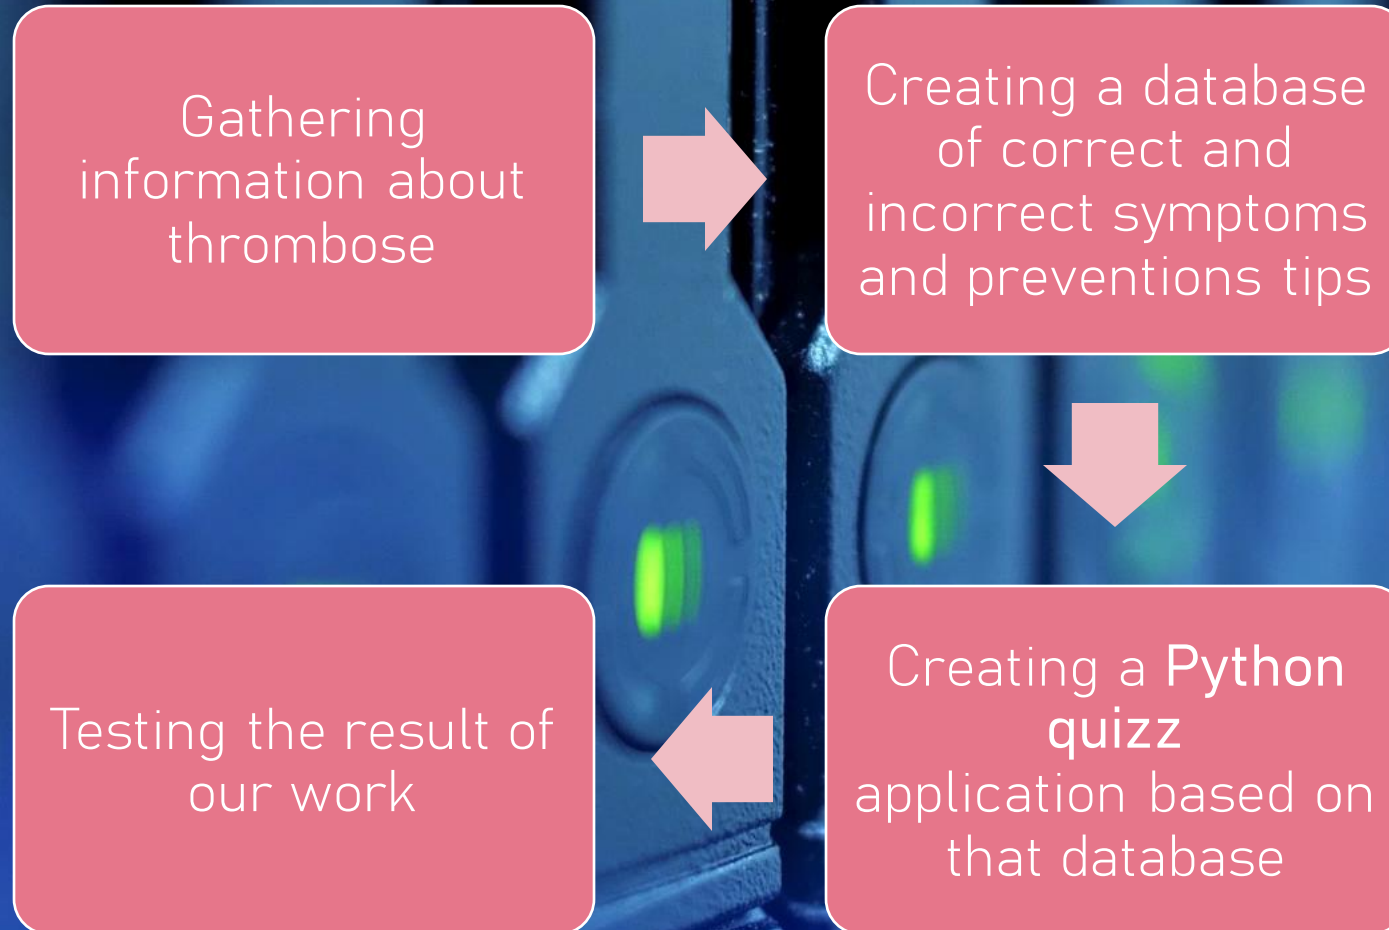 Gathering
information about
thrombose
Creating a database
of correct and
incorrect symptoms
and preventions tips
Creating a Python
quizz
application based on
that database
Testing the result of
our work